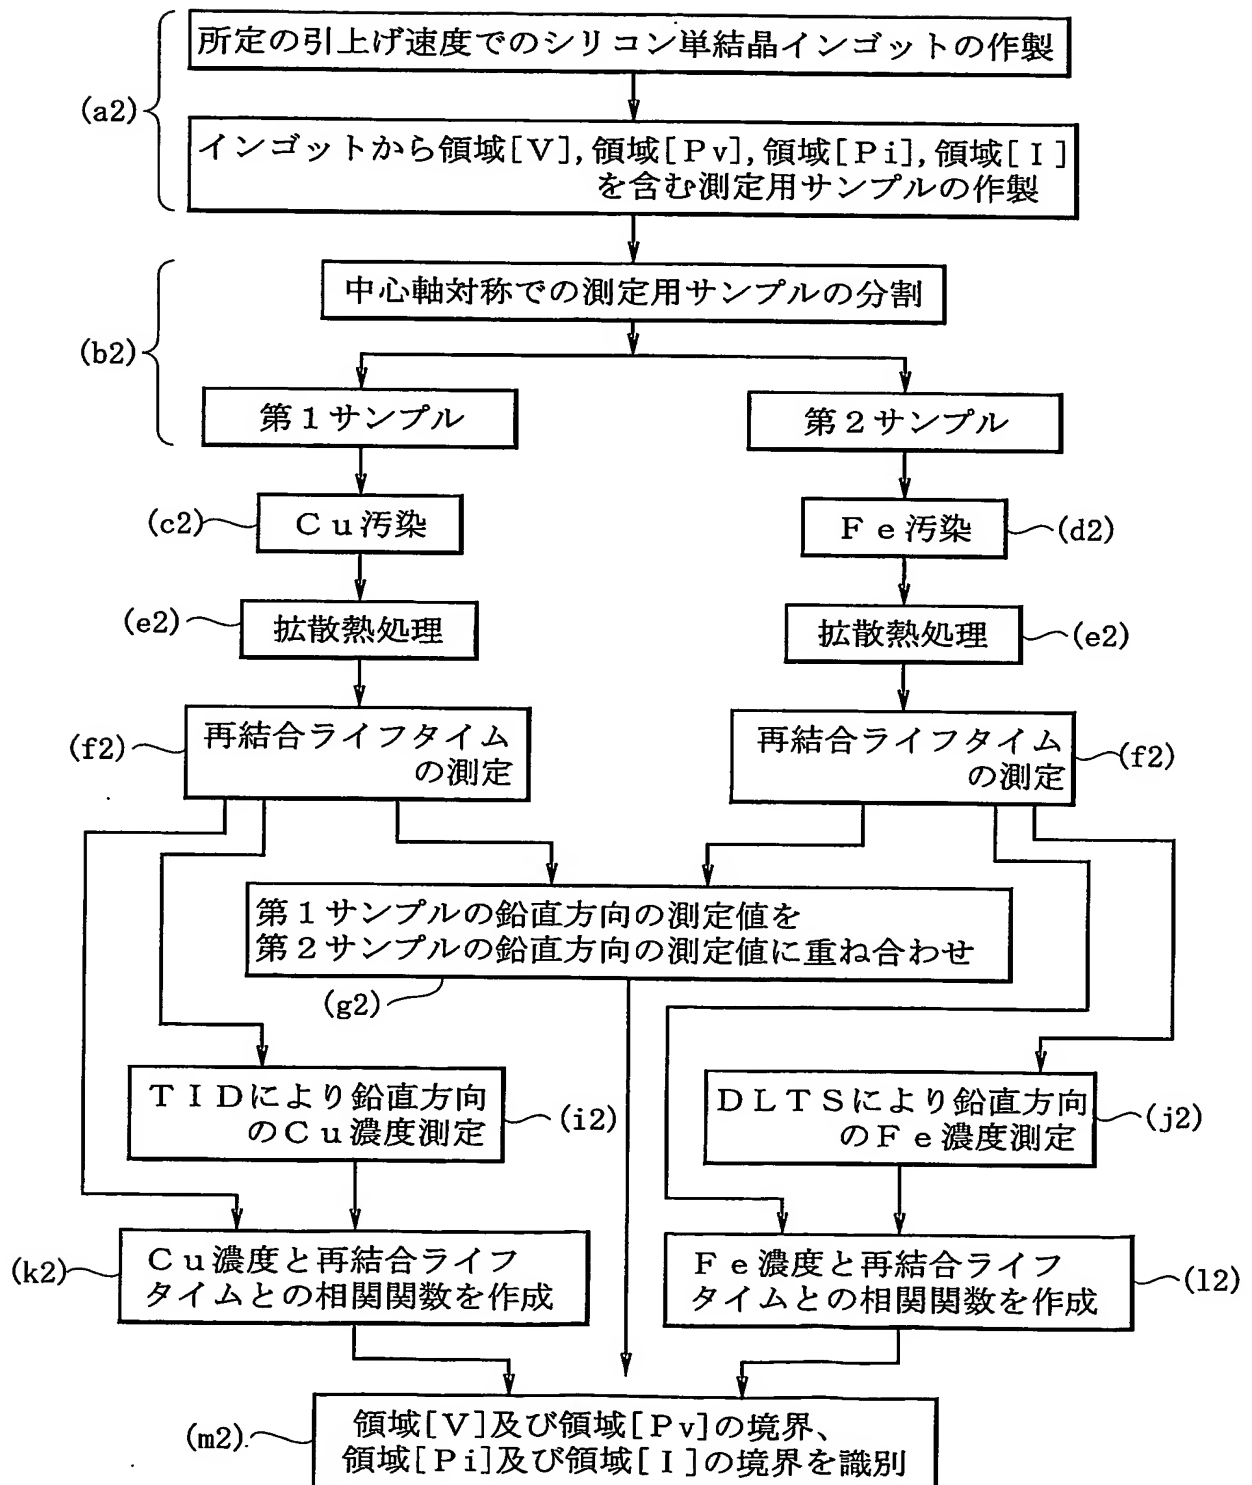 所定の引上げ速度でのシリコン単結晶インゴットの作製
(a2)
インゴットから領域[V],領域[Pv],領域[Pi],領域[I]
を含む測定用サンプルの作製
中心軸対称での測定用サンプルの分割
(b2)
第1サンプル
第2サンプル
(c2)
Cu汚染
Fe汚染
(d2)
(e2)
拡散熱処理
拡散熱処理
(e2)
(f2)
再結合ライフタイム
の測定
再結合ライフタイム
の測定
(f2)
第1サンプルの鉛直方向の測定値を
第2サンプルの鉛直方向の測定値に重ね合わせ
(g2)
TIDにより鉛直方向
のCu濃度測定
(i2)
DLTSにより鉛直方向
のFe濃度測定
(j2)
(k2)
Cu濃度と再結合ライフ
タイムとの相関関数を作成
Fe濃度と再結合ライフ
タイムとの相関関数を作成
(l2)
(m2)
領域[V]及び領域[Pv]の境界、
領域[Pi]及び領域[I]の境界を識別